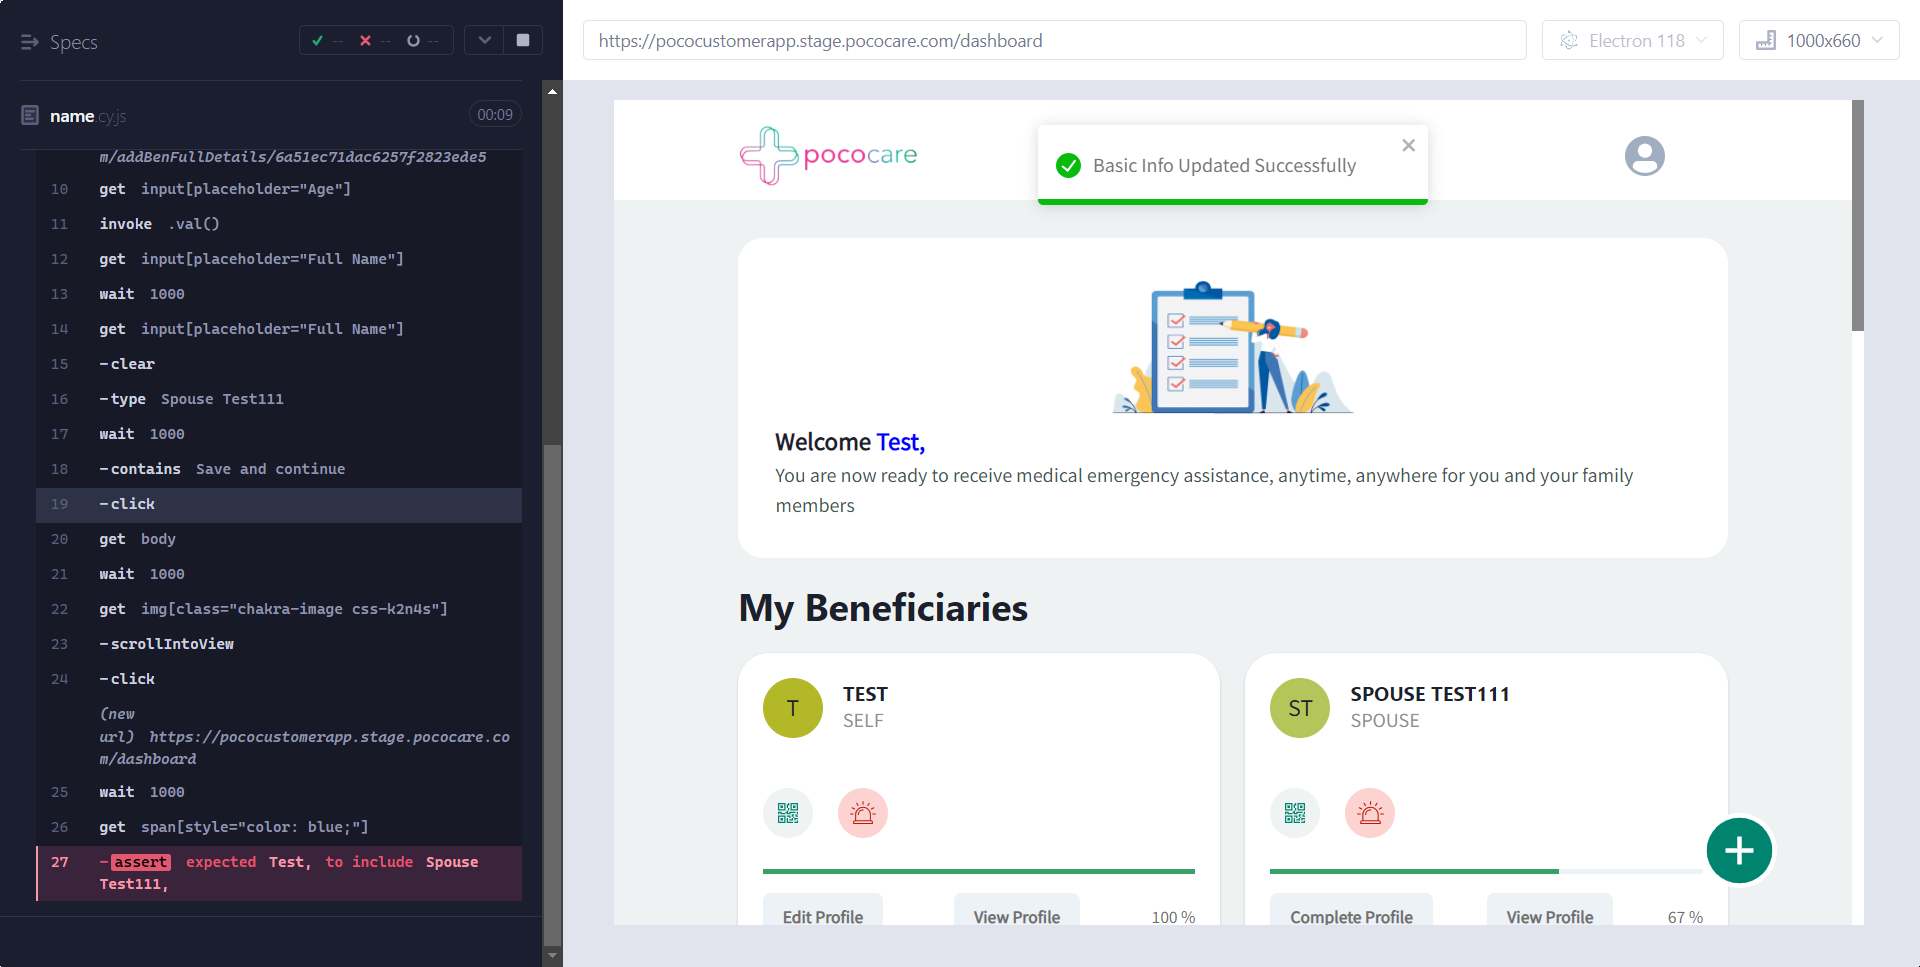 Specs
-- -- --
name.cy.js
00:09
m/addBenFullDetails/6a51ec71dac6257f2823ede5
10 get input[placeholder="Age"]
11 invoke .val()
12 get input[placeholder="Full Name"]
13 wait 1000
14 get input[placeholder="Full Name"]
15 -clear
16 -type Spouse Test111
17 wait 1000
18 -contains Save and continue
19 -click
20 get body
21 wait 1000
22 get img[class="chakra-image css-k2n4s"]
23 -scrollIntoView
24 -click
(new
url) https://pococustomerapp.stage.pococare.co
m/dashboard
25 wait 1000
26 get span[style="color: blue;"]
27 -assert expected Test, to include Spouse
Test111,
https://pococustomerapp.stage.pococare.com/dashboard
Electron 118
1000x660
pococare
Basic Info Updated Successfully
Welcome Test,
You are now ready to receive medical emergency assistance, anytime, anywhere for you and your family
members
My Beneficiaries
T
TEST
SELF
Edit Profile
View Profile
100 %
ST
SPOUSE TEST111
SPOUSE
Complete Profile
View Profile
67 %